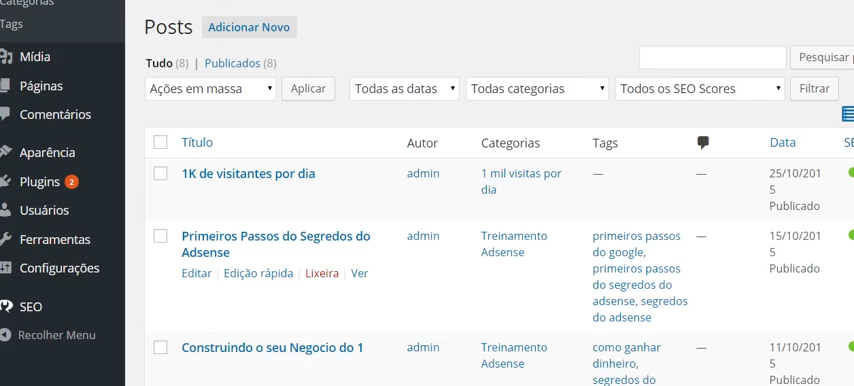 Categorias
Tags
Mídia
Páginas
Comentários
Aparência
Plugins 2
Usuários
Ferramentas
Configurações
SEO
Recolher Menu
Posts Adicionar Novo
Tudo (8) | Publicados (8)
Pesquisar
Ações em massa Aplicar Todas as datas Todas categorias Todos os SEO Scores Filtrar
Título Autor Categorias Tags Data
1K de visitantes por dia admin 1 mil visitas por — — 25/10/201
dia 5
Publicado
Primeiros Passos do Segredos do admin Treinamento primeiros passos — 15/10/201
Adsense Adsense do google, 5
Editar | Edição rápida | Lixeira | Ver primeiros passos Publicado
do segredos do
adsense, segredos
do adsense
Construindo o seu Negocio do 1 admin Treinamento como ganhar — 11/10/201
Adsense dinheiro, 5
segredos do Publicado